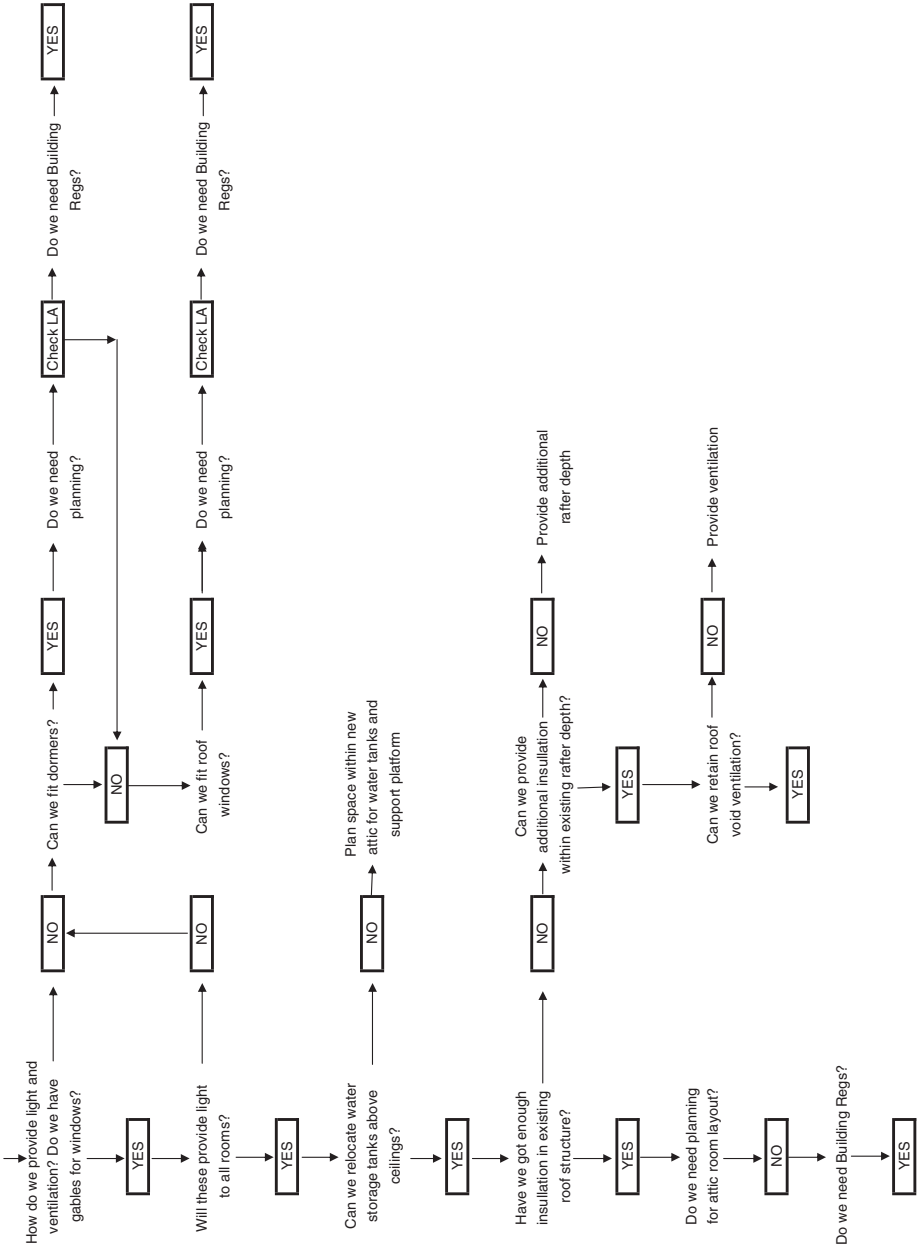 How do we provide light and
ventilation? Do we have
gables for windows?
NO
Can we fit dormers?
YES
Do we need
planning?
Check LA
Do we need Building
Regs?
YES
YES
NO
Will these provide light
to all rooms?
NO
Can we fit roof
windows?
YES
Do we need
planning?
Check LA
Do we need Building
Regs?
YES
YES
Can we relocate water
storage tanks above
ceilings?
NO
Plan space within new
attic for water tanks and
support platform
YES
Have we got enough
insullation in existing
roof structure?
NO
Can we provide
additional insullation
within existing rafter depth?
NO
Provide additional
rafter depth
YES
YES
Do we need planning
for attic room layout?
Can we retain roof
void ventilation?
NO
Provide ventilation
NO
YES
Do we need Building Regs?
YES